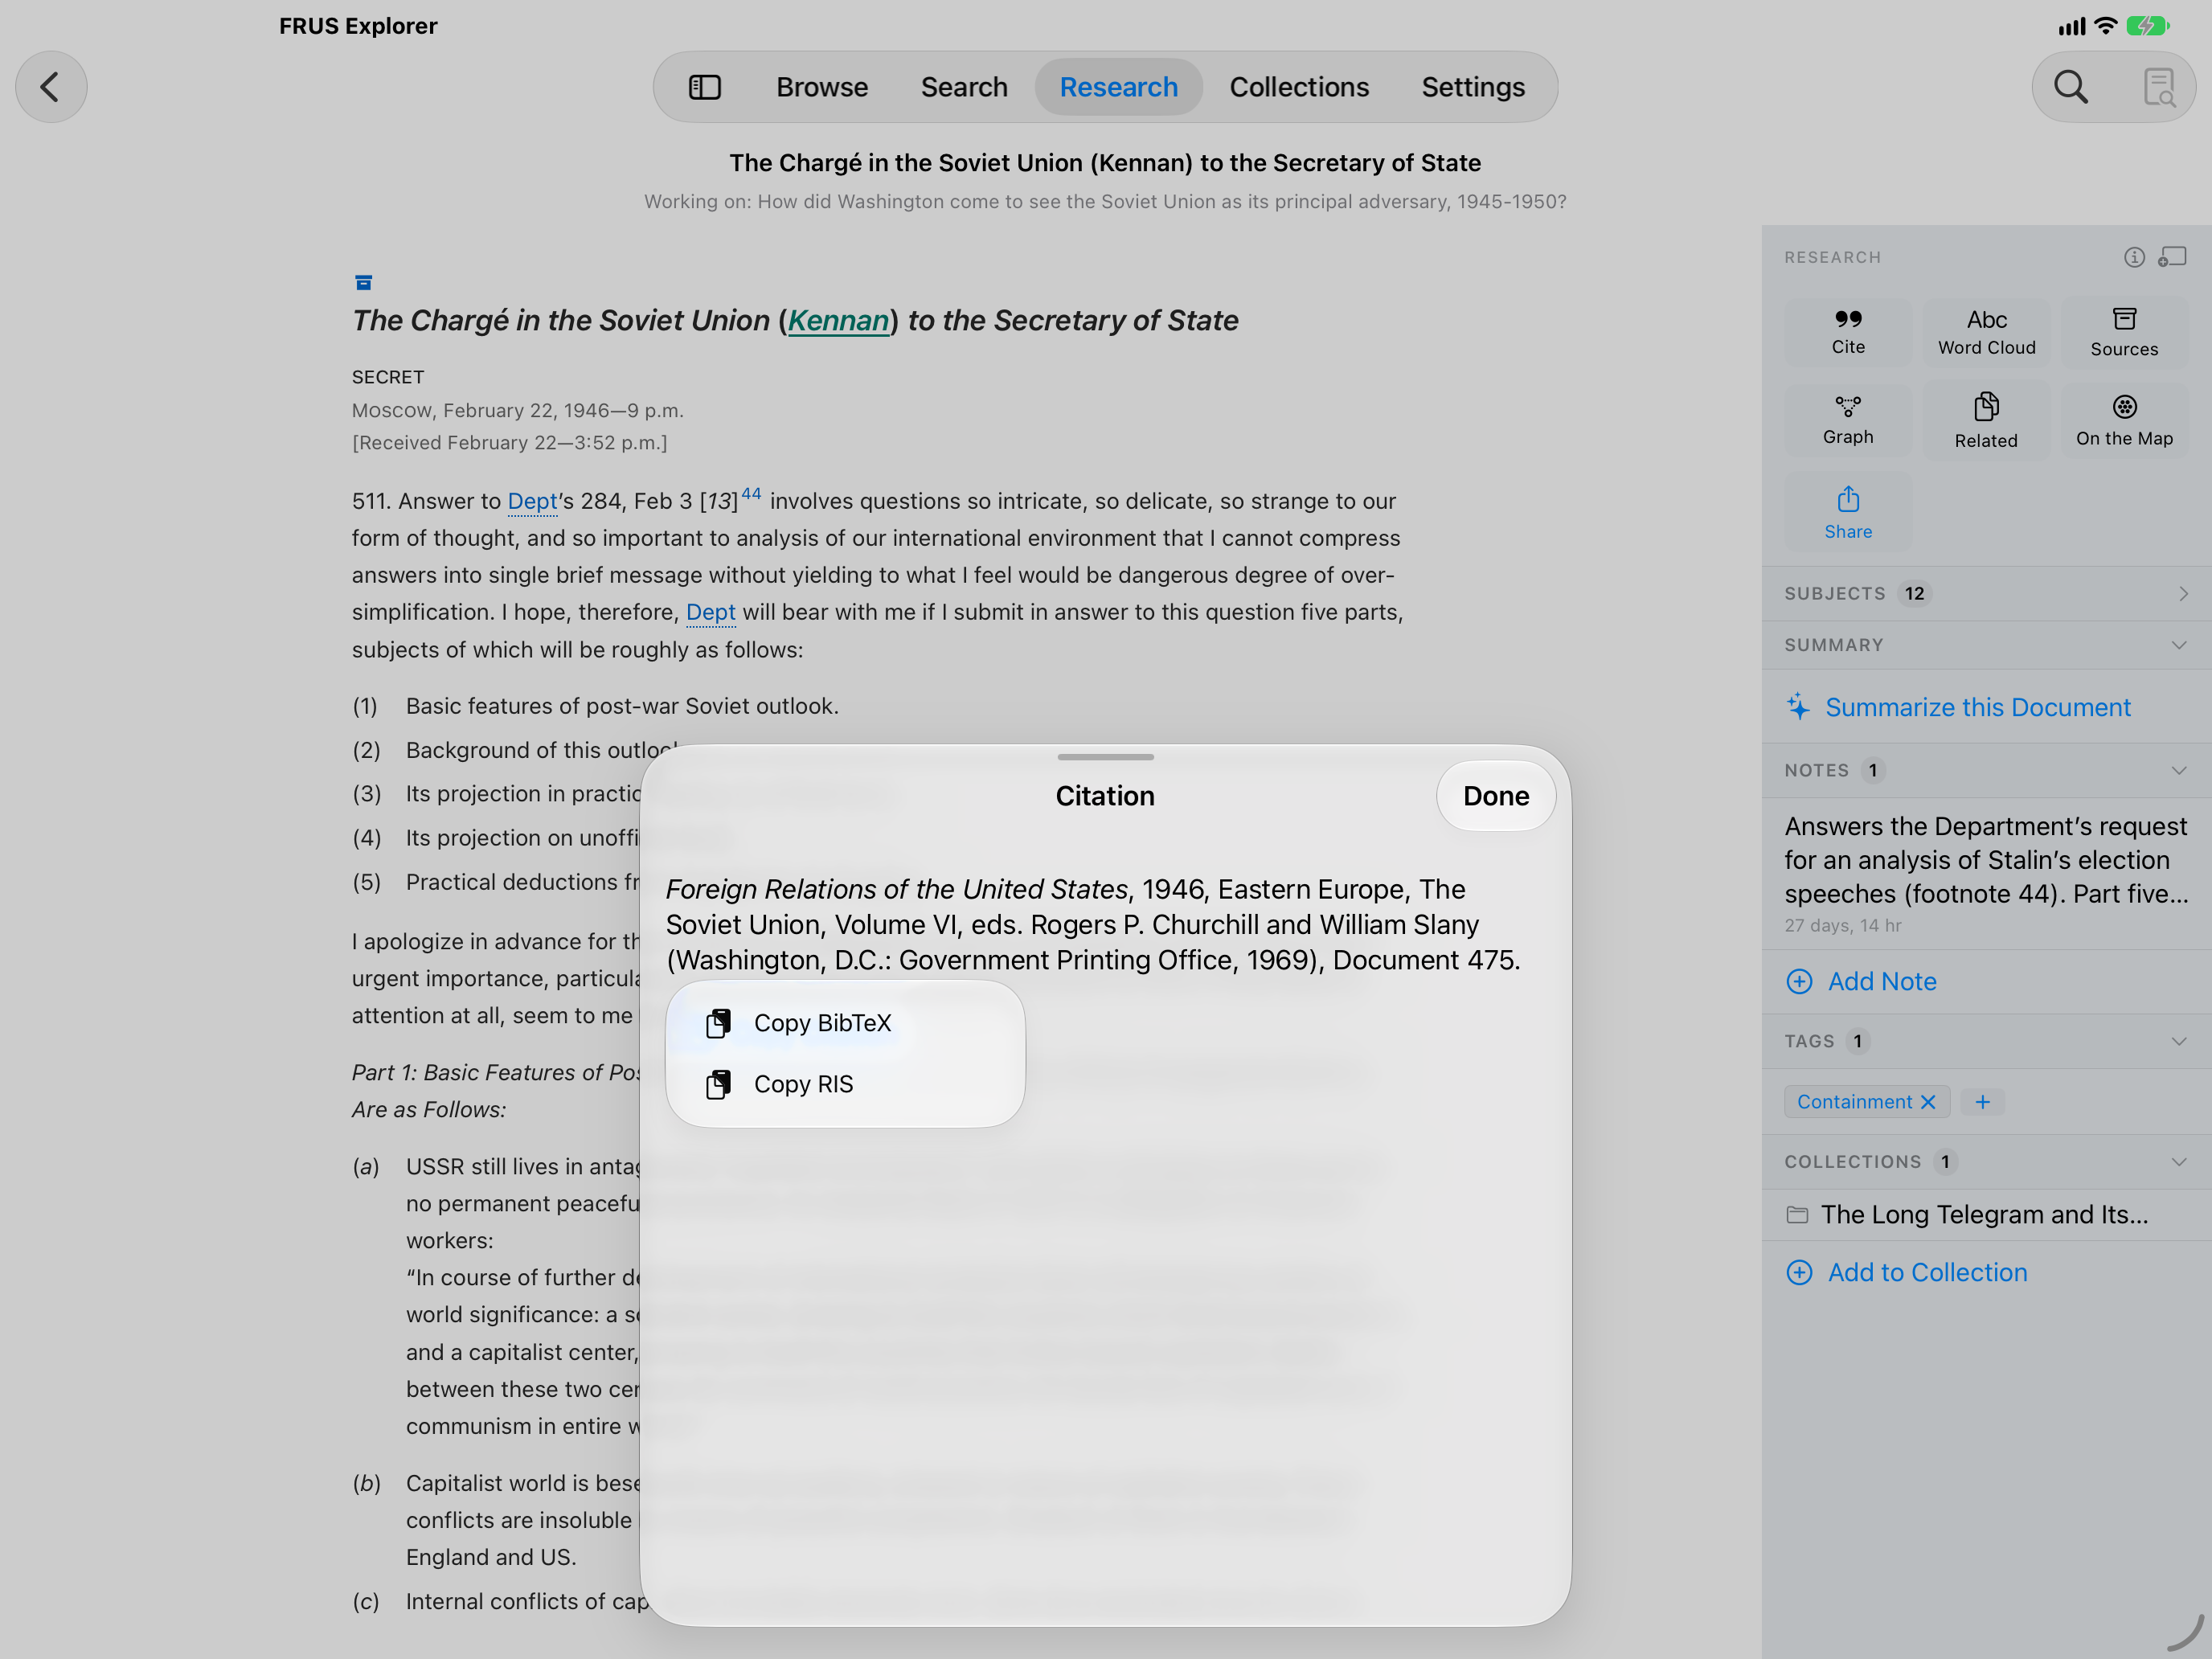 FRUS Explorer
Browse
Search
Research
Collections
Settings
The Chargé in the Soviet Union (Kennan) to the Secretary of State
Working on: How did Washington come to see the Soviet Union as its principal adversary, 1945-1950?
The Chargé in the Soviet Union (Kennan) to the Secretary of State
SECRET
Moscow, February 22, 1946—9 p.m.
[Received February 22—3:52 p.m.]
511. Answer to Dept's 284, Feb 3 [13]44 involves questions so intricate, so delicate, so strange to our
form of thought, and so important to analysis of our international environment that I cannot compress
answers into single brief message without yielding to what I feel would be dangerous degree of over-
simplification. I hope, therefore, Dept will bear with me if I submit in answer to this question five parts,
subjects of which will be roughly as follows:
(1) Basic features of post-war Soviet outlook.
(2) Background of this
(3) Its projection in
(4) Its projection on
(5) Practical deductions
I apologize in advance for
urgent importance,
attention at all, seem to me
Part 1: Basic Features of
Are as Follows:
(a) USSR still lives in
no permanent
workers:
“In course of further
world significance: a
and a capitalist center,
between these two
communism in entire
(b) Capitalist world is
conflicts are insoluble
England and US.
(c) Internal conflicts of
Citation
Done
Foreign Relations of the United States, 1946, Eastern Europe, The
Soviet Union, Volume VI, eds. Rogers P. Churchill and William Slany
(Washington, D.C.: Government Printing Office, 1969), Document 475.
Copy BibTeX
Copy RIS
RESEARCH
Cite
Abc
Word Cloud
Sources
Graph
Related
On the Map
Share
SUBJECTS 12
SUMMARY
Summarize this Document
NOTES 1
Answers the Department's request
for an analysis of Stalin's election
speeches (footnote 44). Part five...
27 days, 14 hr
Add Note
TAGS 1
Containment
COLLECTIONS 1
The Long Telegram and Its...
Add to Collection